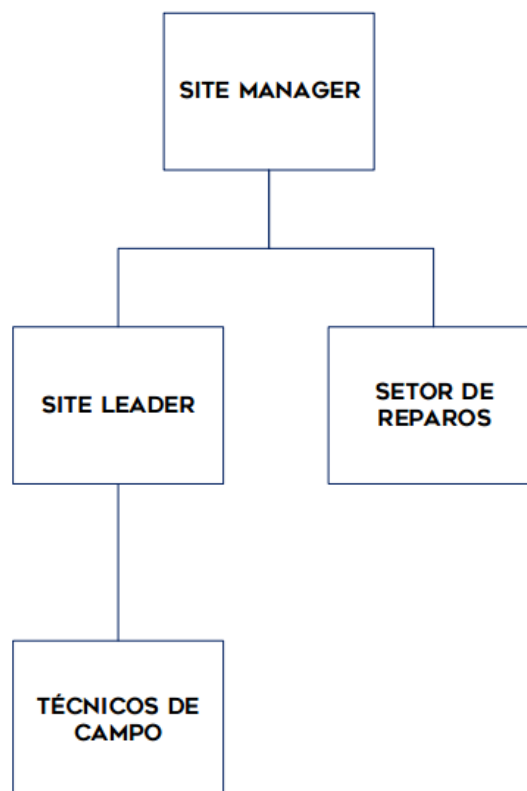 SITE MANAGER
SITE LEADER
SETOR DE
REPAROS
TÉCNICOS DE
CAMPO